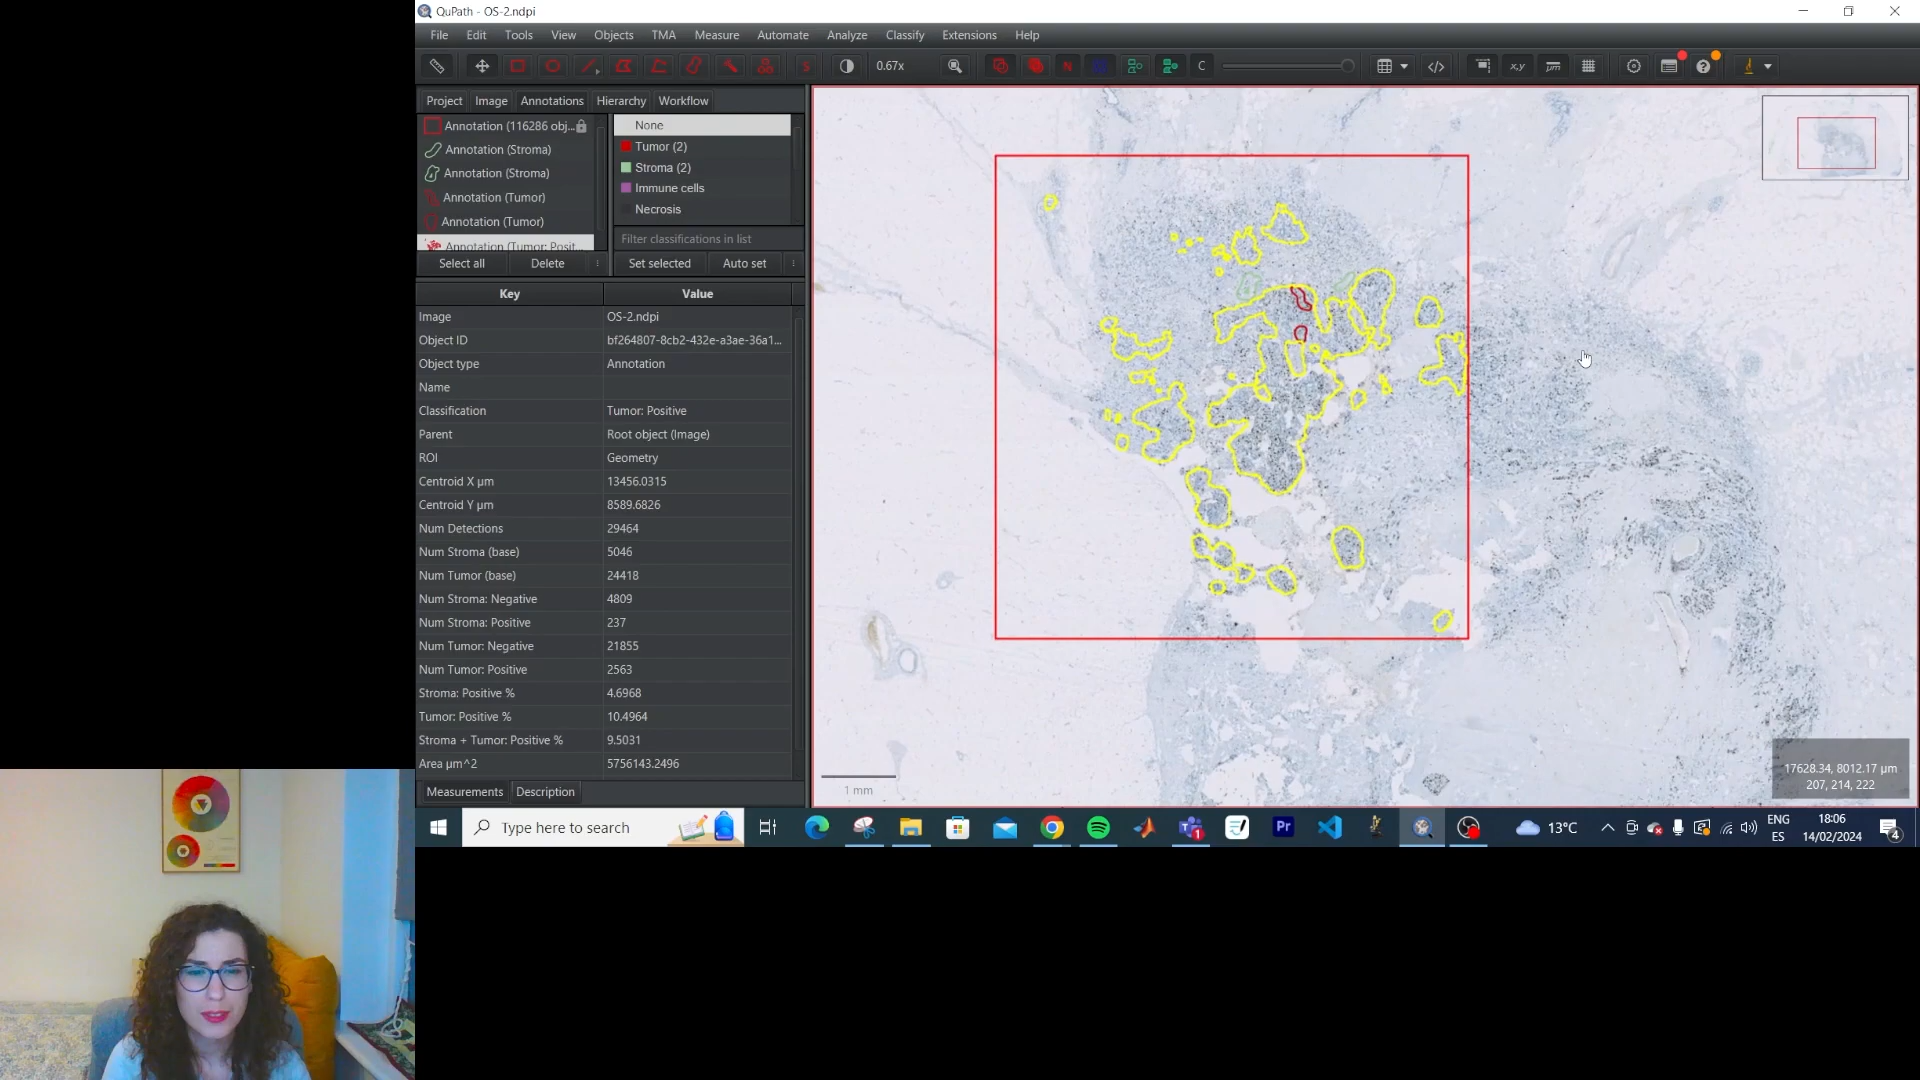 QuPath - OS-2.ndpi
File Edit Tools View Objects TMA Measure Automate Analyze Classify Extensions Help
S 0.67x N C x,y µm
Project Image Annotations Hierarchy Workflow
Annotation (116286 obj...
Annotation (Stroma)
Annotation (Stroma)
Annotation (Tumor)
Annotation (Tumor)
Annotation (Tumor: Posit...
None
Tumor (2)
Stroma (2)
Immune cells
Necrosis
Filter classifications in list
Select all Delete Set selected Auto set
Key Value
Image OS-2.ndpi
Object ID bf264807-8cb2-432e-a3ae-36a1...
Object type Annotation
Name
Classification Tumor: Positive
Parent Root object (Image)
ROI Geometry
Centroid X µm 13456.0315
Centroid Y µm 8589.6826
Num Detections 29464
Num Stroma (base) 5046
Num Tumor (base) 24418
Num Stroma: Negative 4809
Num Stroma: Positive 237
Num Tumor: Negative 21855
Num Tumor: Positive 2563
Stroma: Positive % 4.6968
Tumor: Positive % 10.4964
Stroma + Tumor: Positive % 9.5031
Area µm^2 5756143.2496
Measurements Description
1 mm
17628.34, 8012.17 µm
207, 214, 222
Type here to search
1
Pr
13°C
ENG
ES
18:06
14/02/2024
4